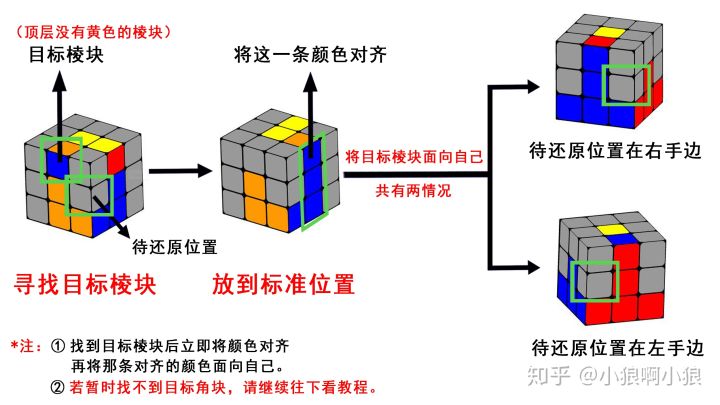 （顶层没有黄色的棱块）
目标棱块
将这一条颜色对齐
待还原位置
寻找目标棱块
放到标准位置
将目标棱块面向自己
共有两情况
待还原位置在右手边
待还原位置在左手边
*注：① 找到目标棱块后立即将颜色对齐
再将那条对齐的颜色面向自己。
② 若暂时找不到目标角块，请继续往下看教程。
知乎 @小狼啊小狼